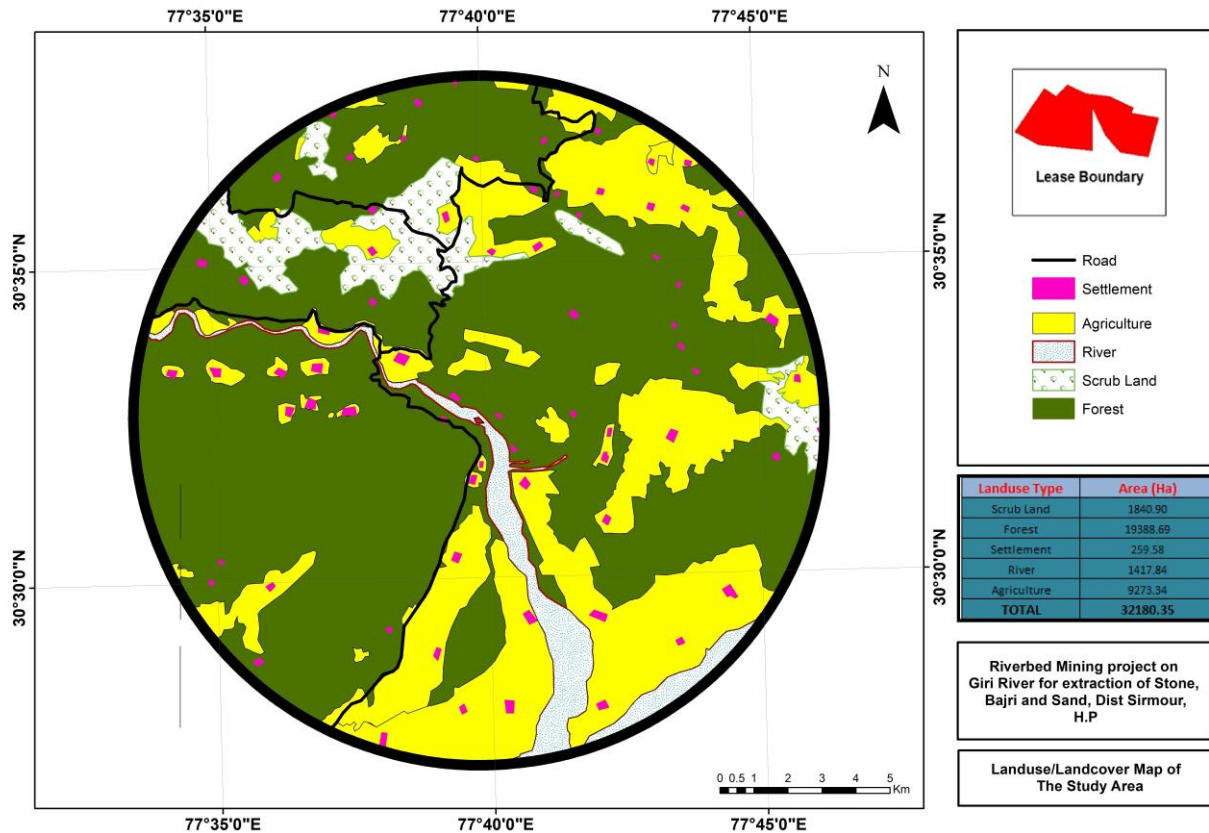 77°35'0"E
77°40'0"E
77°45'0"E
N
30°35'0"N
30°35'0"N
30°30'0"N
30°30'0"N
0 0.5 1 2 3 4 5
Km
77°35'0"E
77°40'0"E
77°45'0"E
Lease Boundary
Road
Settlement
Agriculture
River
Scrub Land
Forest
Landuse Type Area (Ha)
Scrub Land 1840.90
Forest 19388.69
Settlement 259.58
River 1417.84
Agriculture 9273.34
TOTAL 32180.35
Riverbed Mining project on
Giri River for extraction of Stone,
Bajri and Sand, Dist Sirmour,
H.P
Landuse/Landcover Map of
The Study Area